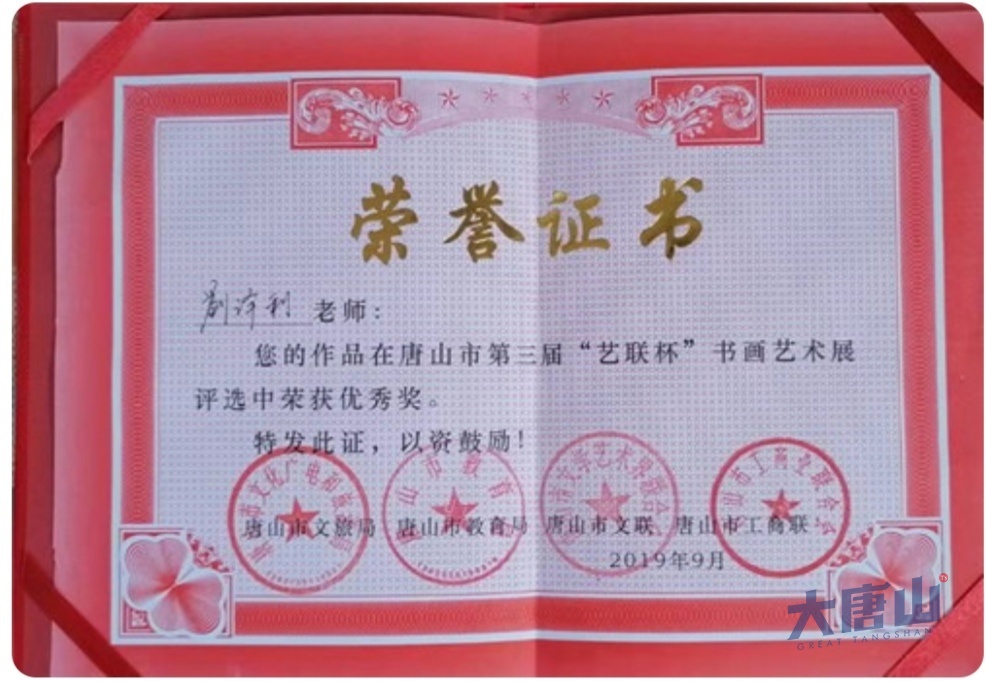 荣誉证书
老师：
您的作品在唐山市第三届“艺联杯”书画艺术展
评选中荣获优秀奖。
特发此证，以资鼓励！
唐山市文旅局 唐山市教育局 唐山市文联 唐山市工商联
2019年9月
大唐山
GREAT TANGSHAN